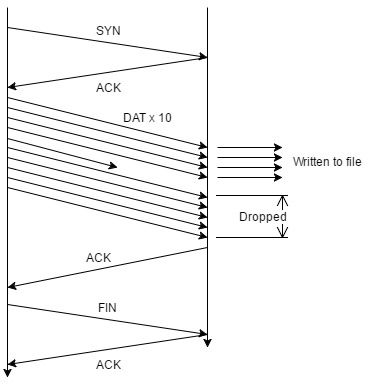 SYN
ACK
DAT x 10
Written to file
Dropped
ACK
FIN
ACK